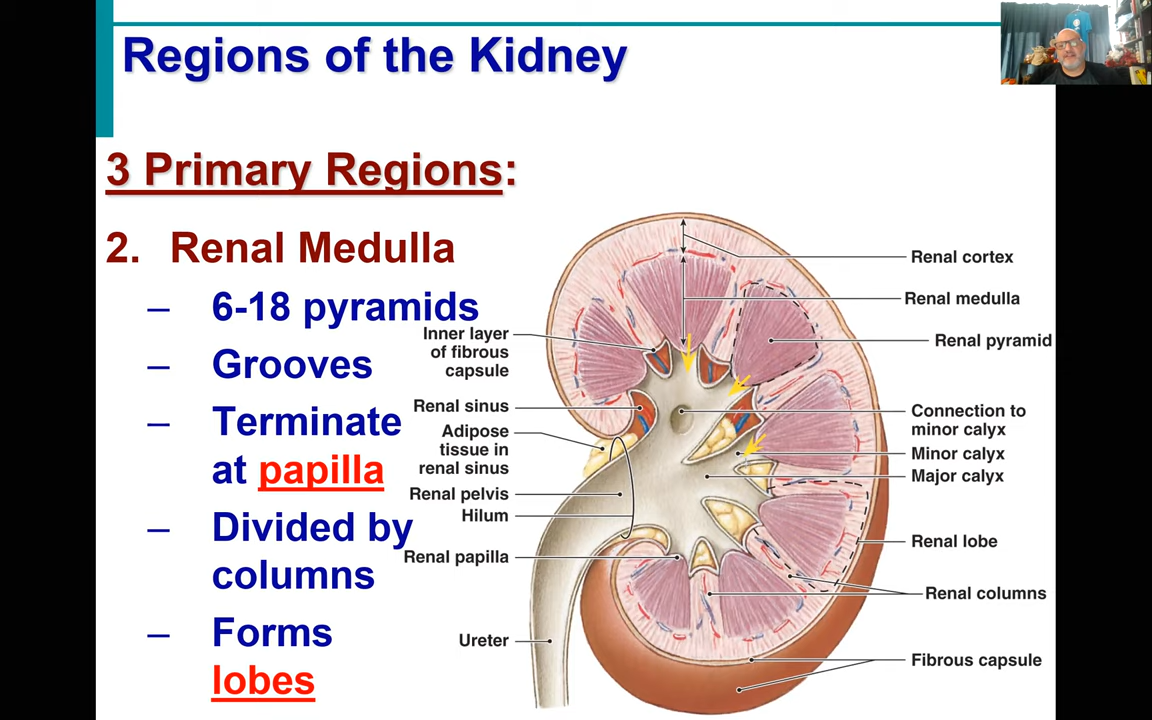 Regions of the Kidney
3 Primary Regions:
2. Renal Medulla
– 6-18 pyramids
– Grooves
– Terminate
at papilla
– Divided by
columns
– Forms
lobes
Inner layer
of fibrous
capsule
Renal sinus
Adipose
tissue in
renal sinus
Renal pelvis
Hilum
Renal papilla
Ureter
Renal cortex
Renal medulla
Renal pyramid
Connection to
minor calyx
Minor calyx
Major calyx
Renal lobe
Renal columns
Fibrous capsule